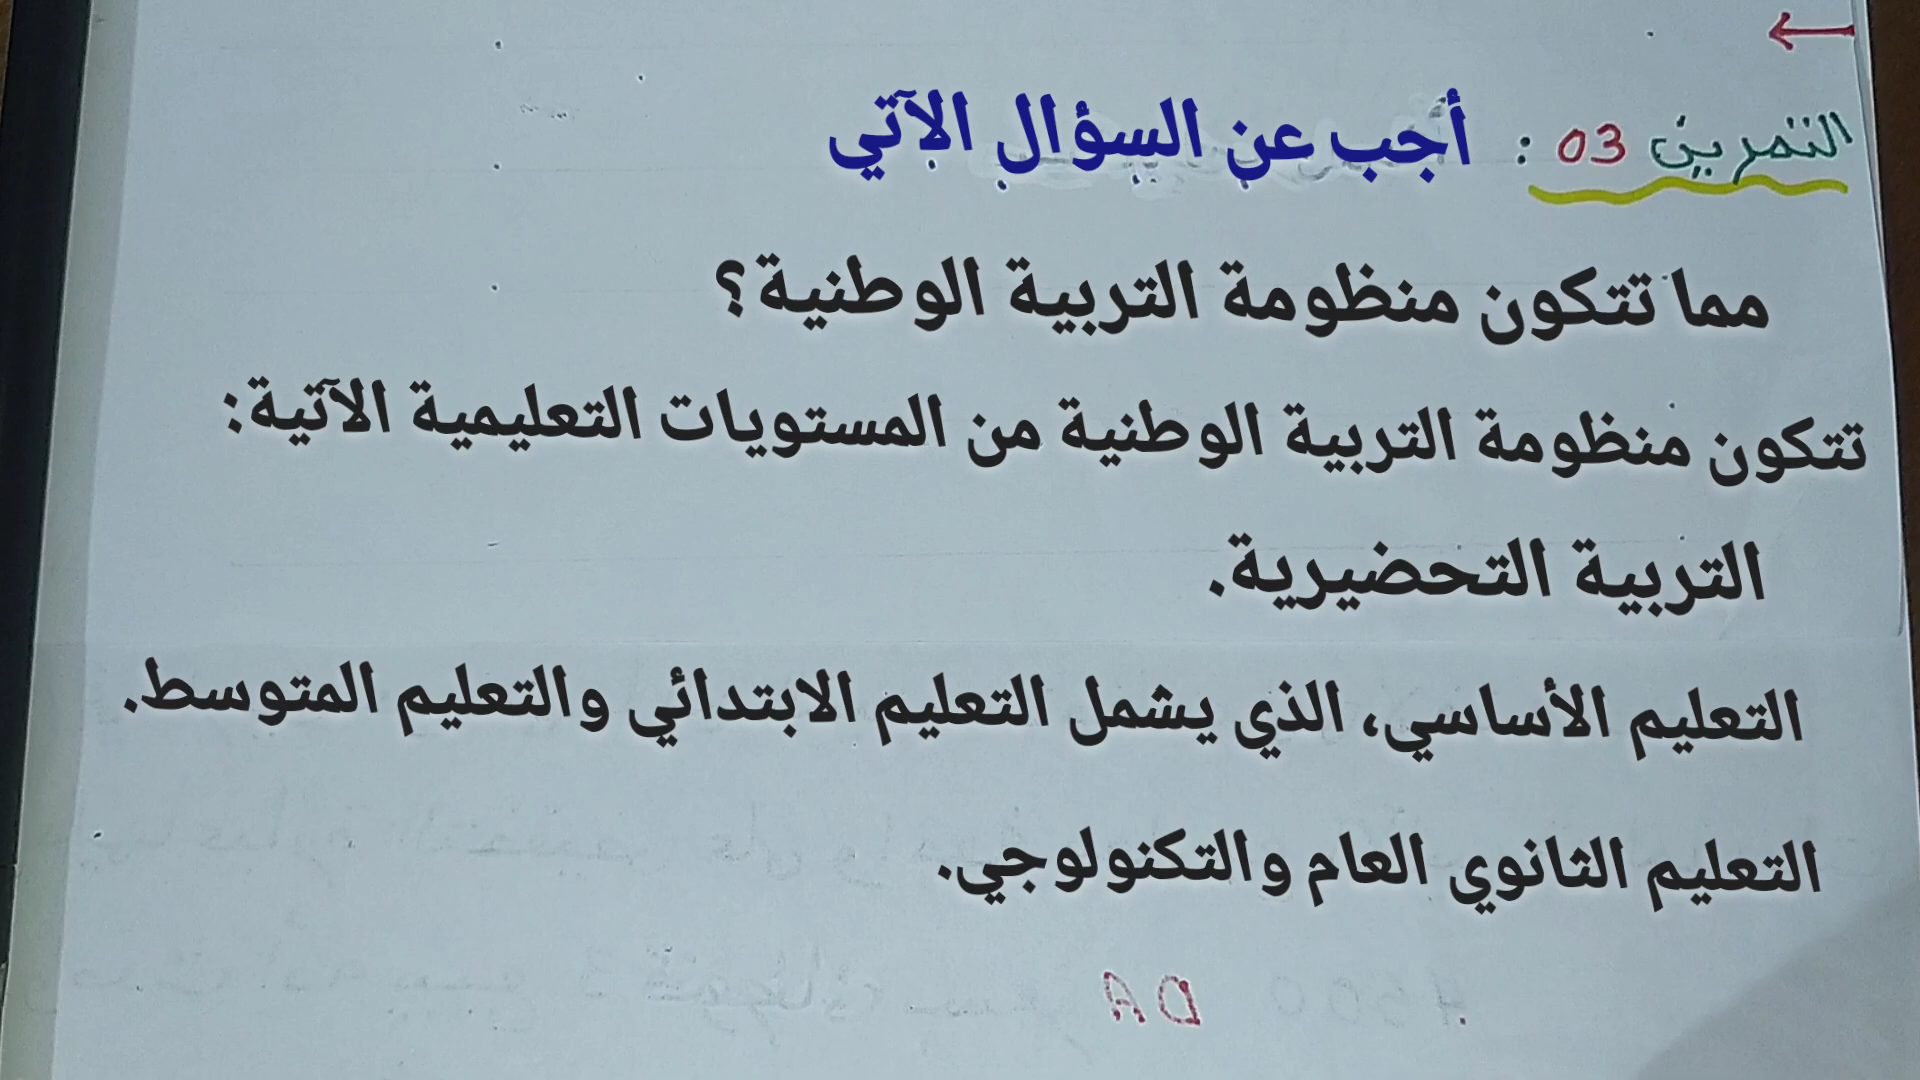 التمرين 03 : أجب عن السؤال الآتي
مما تتكون منظومة التربية الوطنية؟
تتكون منظومة التربية الوطنية من المستويات التعليمية الآتية:
التربية التحضيرية.
التعليم الأساسي، الذي يشمل التعليم الابتدائي والتعليم المتوسط.
التعليم الثانوي العام والتكنولوجي.